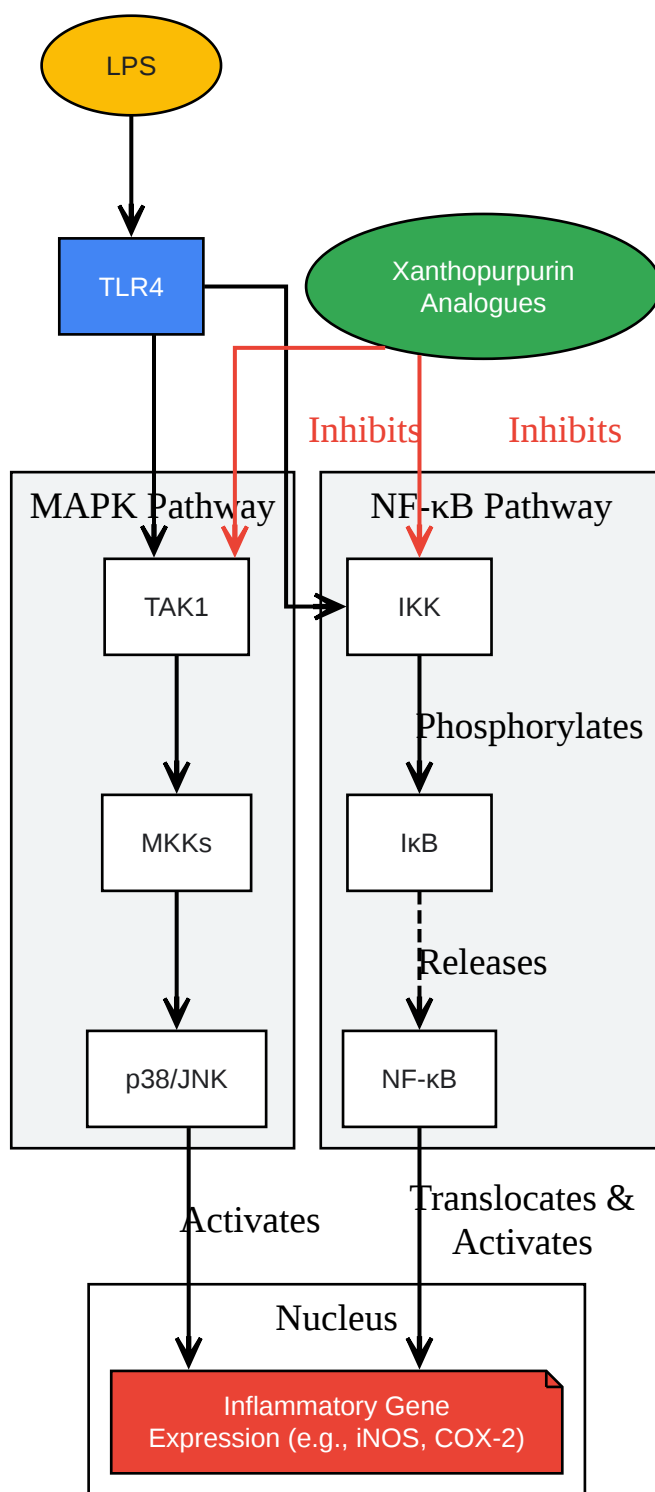 LPS
TLR4
Xanthopurpurin
Analogues
Inhibits
Inhibits
MAPK Pathway
NF-κB Pathway
TAK1
IKK
Phosphorylates
MKKs
IκB
Releases
p38/JNK
NF-κB
Activates
Translocates &
Activates
Nucleus
Inflammatory Gene
Expression (e.g., iNOS, COX-2)